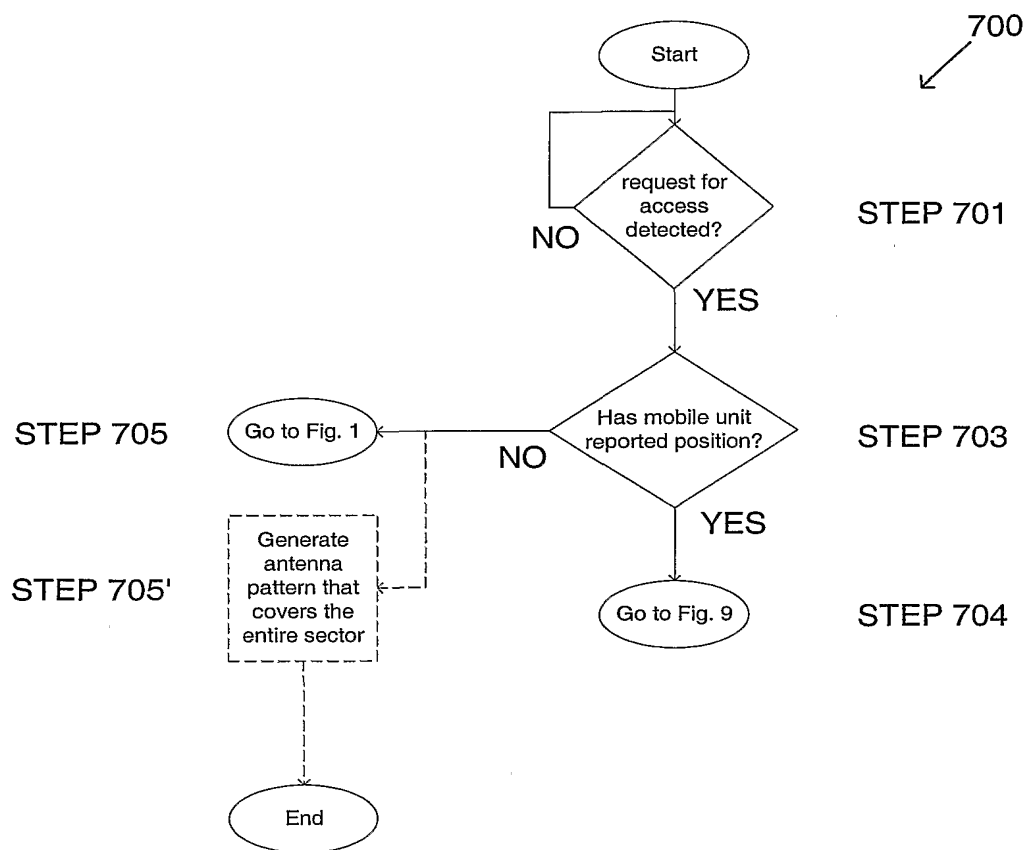 700
Start
request for
access
detected?
STEP 701
NO
YES
STEP 705
Go to Fig. 1
Has mobile unit
reported position?
STEP 703
NO
YES
STEP 705'
Generate
antenna
pattern that
covers the
entire sector
Go to Fig. 9
STEP 704
End